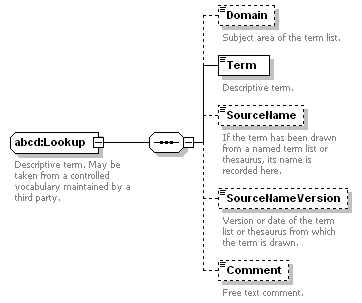 Domain
Subject area of the term list.
Term
Descriptive term.
SourceName
If the term has been drawn
from a named term list or
thesaurus, its name is
recorded here.
abcd:Lookup
Descriptive term. May be
taken from a controlled
vocabulary maintained by a
third party.
SourceNameVersion
Version or date of the term
list or thesaurus from which
the term is drawn.
Comment
Free text comment.